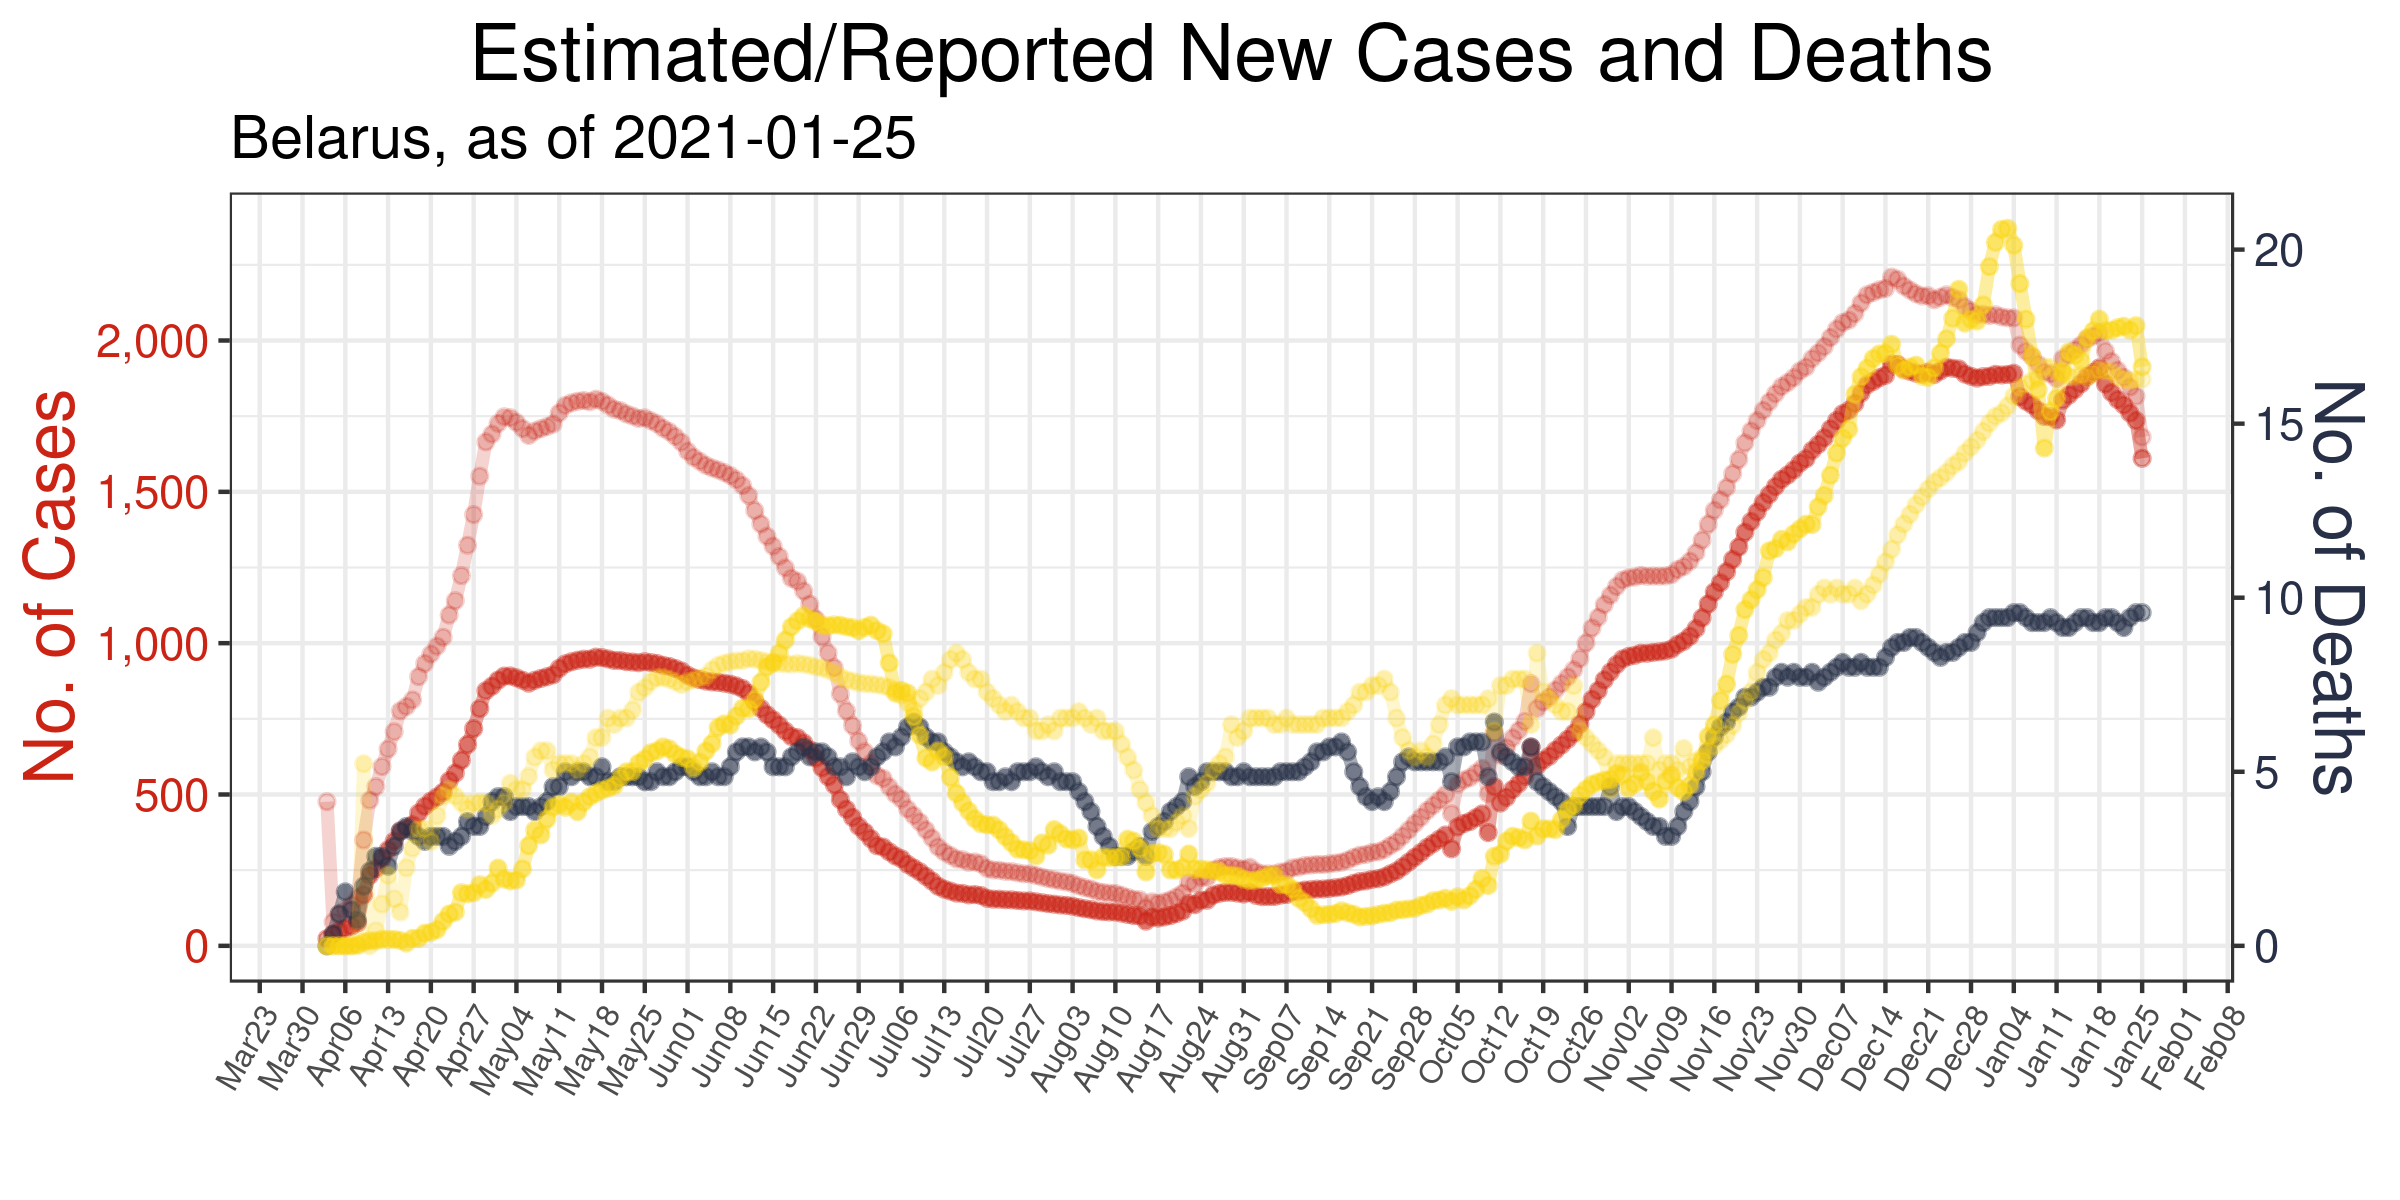 Estimated/Reported New Cases and Deaths
Belarus, as of 2021-01-25
No. of Cases
2,000
1,500
1,000
500
0
No. of Deaths
20
15
10
5
0
Mar23
Mar30
Apr06
Apr13
Apr20
Apr27
May04
May11
May18
May25
Jun01
Jun08
Jun15
Jun22
Jun29
Jul06
Jul13
Jul20
Jul27
Aug03
Aug10
Aug17
Aug24
Aug31
Sep07
Sep14
Sep21
Sep28
Oct05
Oct12
Oct19
Oct26
Nov02
Nov09
Nov16
Nov23
Nov30
Dec07
Dec14
Dec21
Dec28
Jan04
Jan11
Jan18
Jan25
Feb01
Feb08